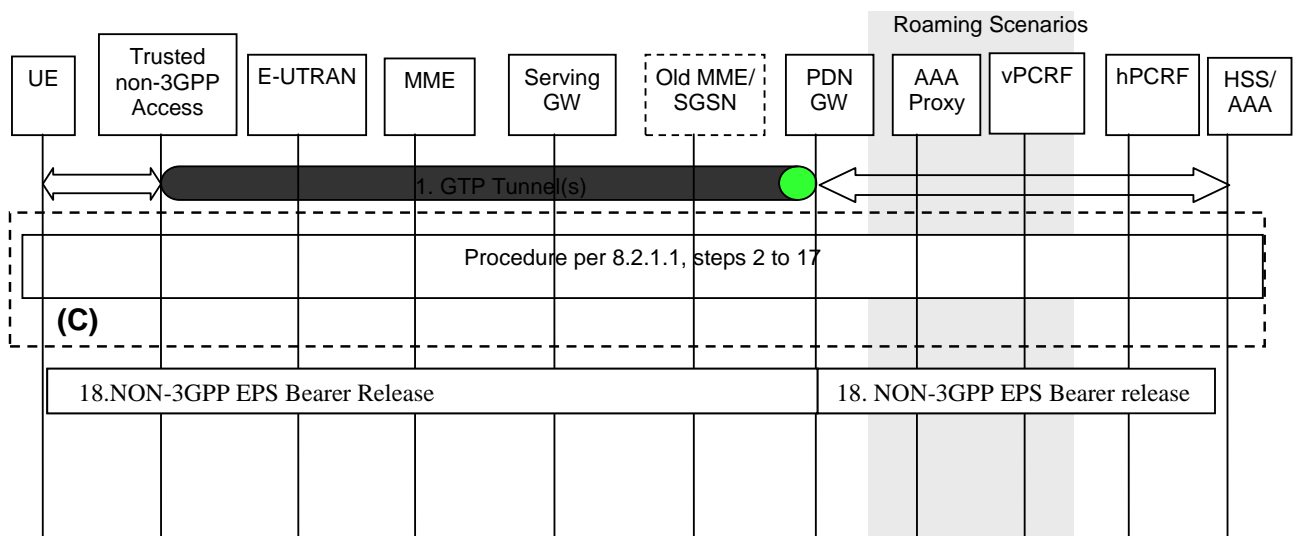 Roaming Scenarios
UE
Trusted
non-3GPP
Access
E-UTRAN
MME
Serving
GW
Old MME/
SGSN
PDN
GW
AAA
Proxy
vPCRF
hPCRF
HSS/
AAA
1. GTP Tunnel(s)
Procedure per 8.2.1.1, steps 2 to 17
(C)
18.NON-3GPP EPS Bearer Release
18. NON-3GPP EPS Bearer release